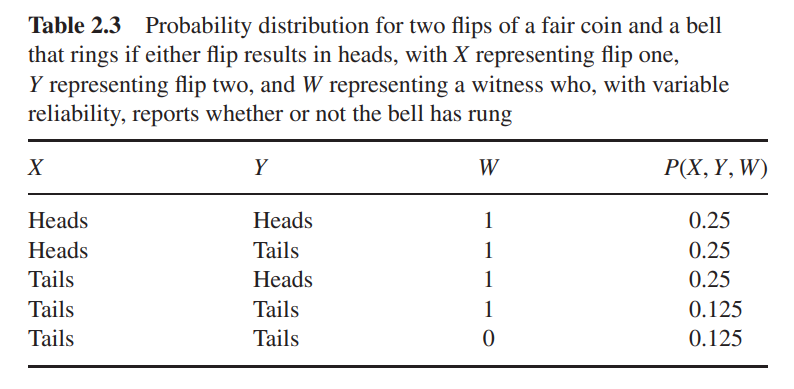 Table 2.3 Probability distribution for two flips of a fair coin and a bell
that rings if either flip results in heads, with X representing flip one,
Y representing flip two, and W representing a witness who, with variable
reliability, reports whether or not the bell has rung
X Y W P(X, Y, W)
Heads Heads 1 0.25
Heads Tails 1 0.25
Tails Heads 1 0.25
Tails Tails 1 0.125
Tails Tails 0 0.125